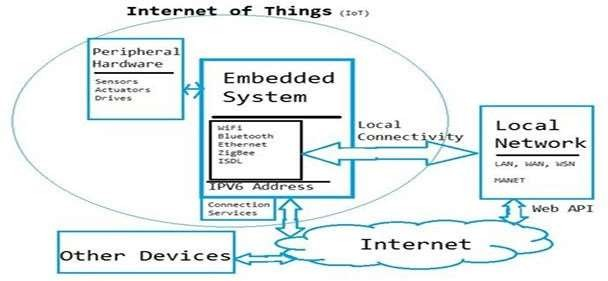 Internet of Things (IoT)
Peripheral
Hardware
Sensors
Actuators
Drives
Embedded
System
WiFi
Bluetooth
Ethernet
ZigBee
ISDL
IPV6 Address
Connection
Services
Local
Connectivity
Local
Network
LAN, WAN, WSN
MANET
Web API
Internet
Other Devices